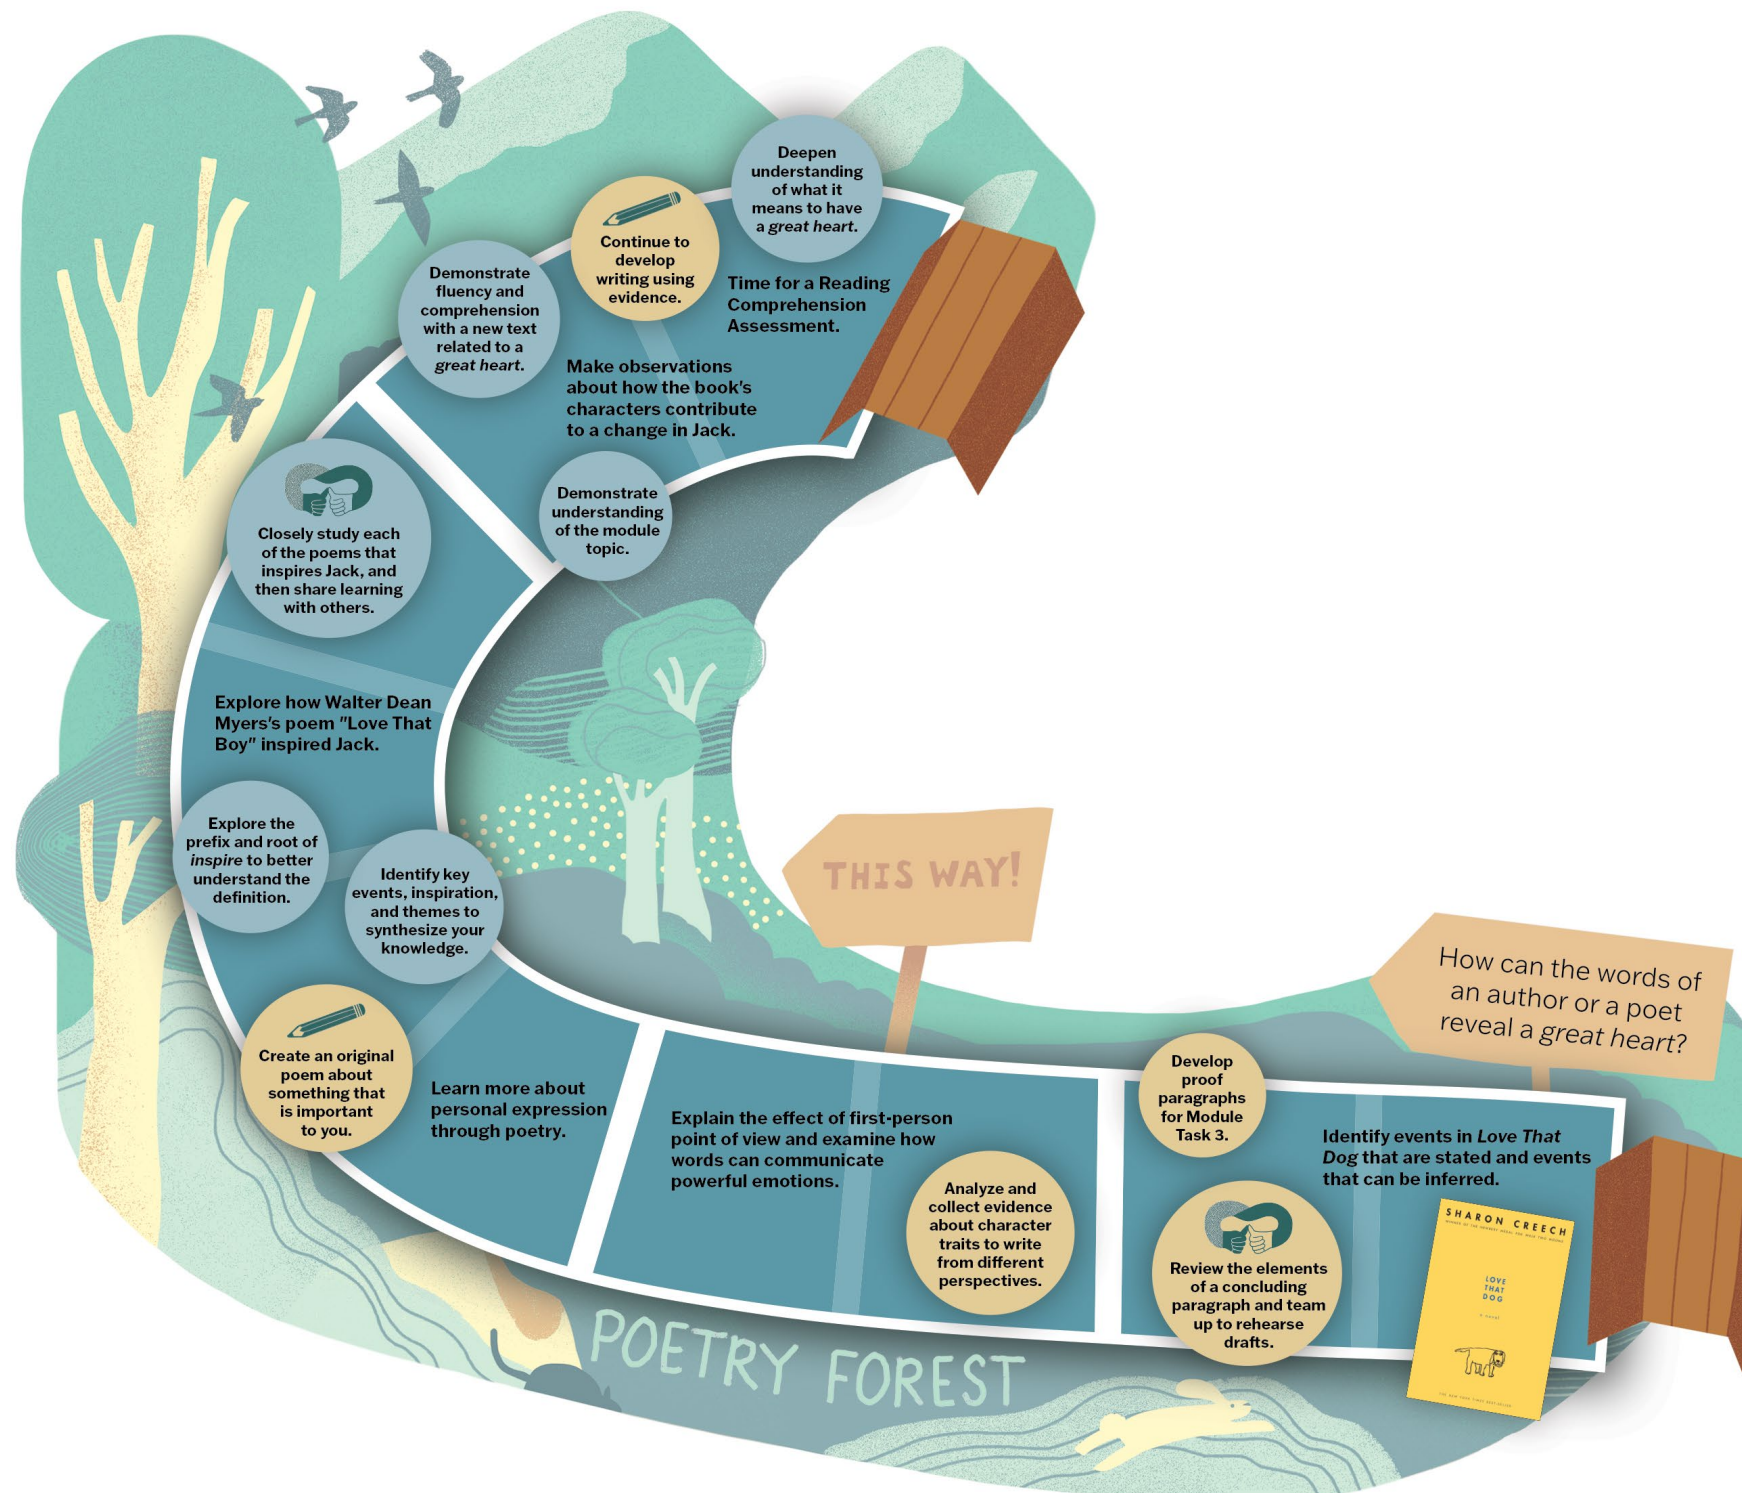 Deepen
understanding
of what it
means to have
a great heart.
Continue to
develop
writing using
evidence.
Time for a Reading
Comprehension
Assessment.
Demonstrate
fluency and
comprehension
with a new text
related to a
great heart.
Make observations
about how the book's
characters contribute
to a change in Jack.
Demonstrate
understanding
of the module
topic.
Closely study each
of the poems that
inspires Jack, and
then share learning
with others.
Explore how Walter Dean
Myers's poem "Love That
Boy" inspired Jack.
Explore the
prefix and root of
inspire to better
understand the
definition.
Identify key
events, inspiration,
and themes to
synthesize your
knowledge.
Create an original
poem about
something that
is important
to you.
Learn more about
personal expression
through poetry.
THIS WAY!
Explain the effect of first-person
point of view and examine how
words can communicate
powerful emotions.
Analyze and
collect evidence
about character
traits to write
from different
perspectives.
How can the words of
an author or a poet
reveal a great heart?
Develop
proof
paragraphs
for Module
Task 3.
Review the elements
of a concluding
paragraph and team
up to rehearse
drafts.
Identify events in Love That
Dog that are stated and events
that can be inferred.
SHARON CREECH
LOVE
THAT
DOG
a novel
POETRY FOREST